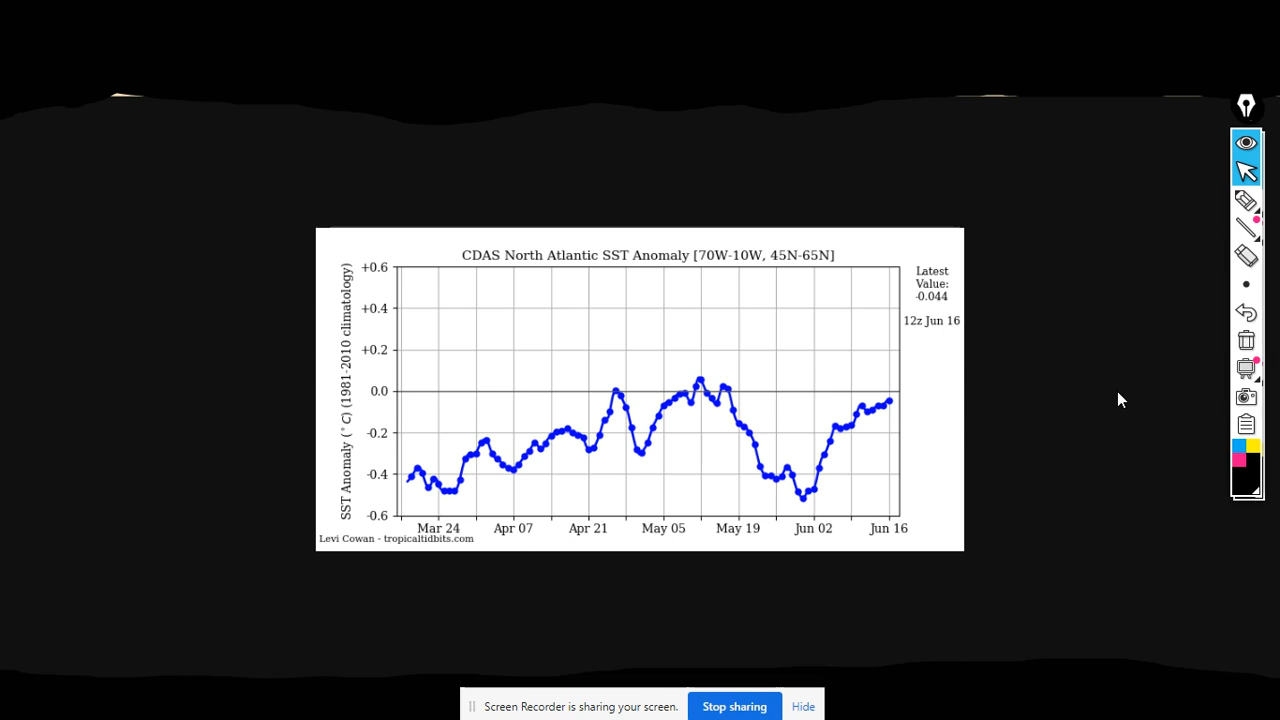 CDAS North Atlantic SST Anomaly [70W-10W, 45N-65N]
SST Anomaly (°C) (1981-2010 climatology)
+0.6
+0.4
+0.2
0.0
-0.2
-0.4
-0.6
Mar 24 Apr 07 Apr 21 May 05 May 19 Jun 02 Jun 16
Latest
Value:
-0.044
12z Jun 16
Levi Cowan - tropicaltidbits.com
Screen Recorder is sharing your screen. Stop sharing Hide